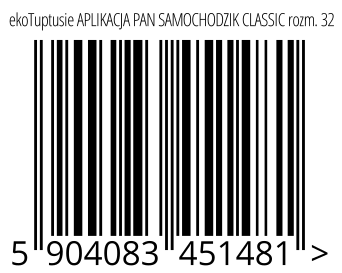 ekoTuptusie APLIKACJA PAN SAMOCHODZIK CLASSIC rozm. 32
5 904083 451481 >